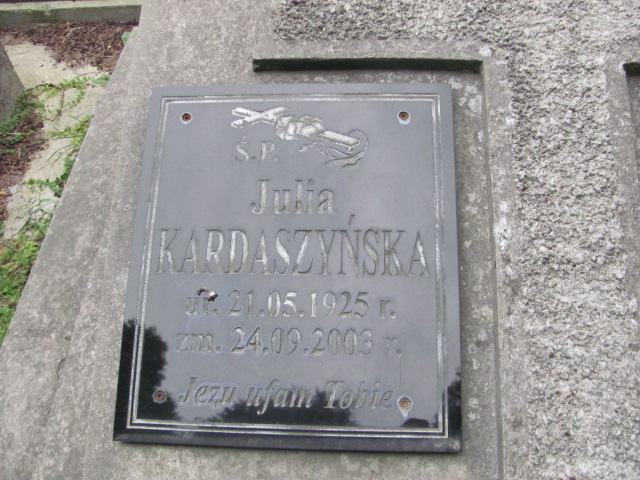 Ś.P.
Julia
KARDASZYŃSKA
ur. 21.05.1925 r.
zm. 24.09.2003 r.
Jezu ufam Tobie